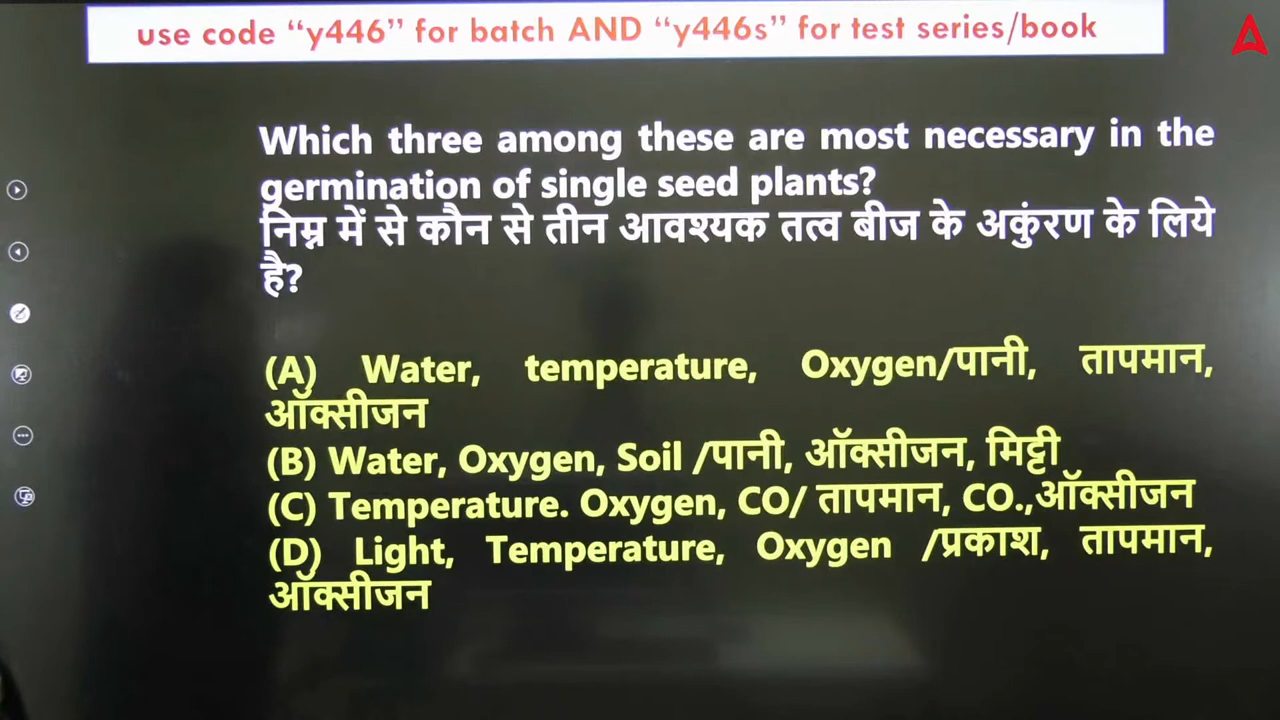 use code “y446” for batch AND “y446s” for test series/book
Which three among these are most necessary in the
germination of single seed plants?
निम्न में से कौन से तीन आवश्यक तत्व बीज के अकुंरण के लिये
है?
(A) Water, temperature, Oxygen/पानी, तापमान,
ऑक्सीजन
(B) Water, Oxygen, Soil /पानी, ऑक्सीजन, मिट्टी
(C) Temperature. Oxygen, CO/ तापमान, CO.,ऑक्सीजन
(D) Light, Temperature, Oxygen /प्रकाश, तापमान,
ऑक्सीजन